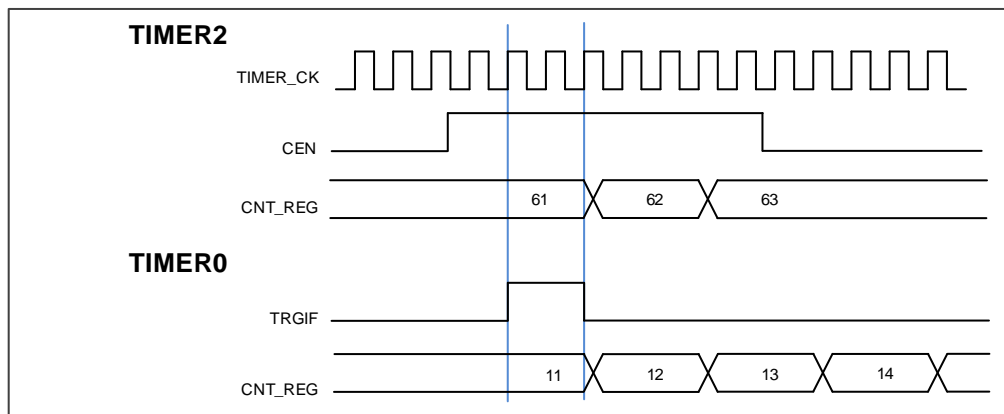 TIMER2
TIMER_CK
CEN
CNT_REG 61 62 63
TIMER0
TRGIF
CNT_REG 11 12 13 14